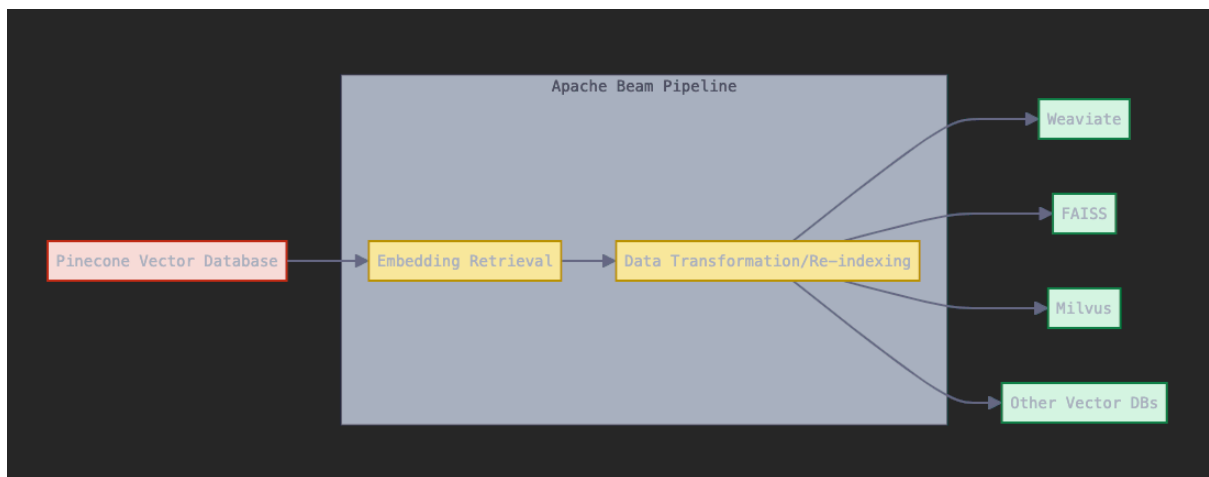 Apache Beam Pipeline
Weaviate
FAISS
Pinecone Vector Database
Embedding Retrieval
Data Transformation/Re-indexing
Milvus
Other Vector DBs